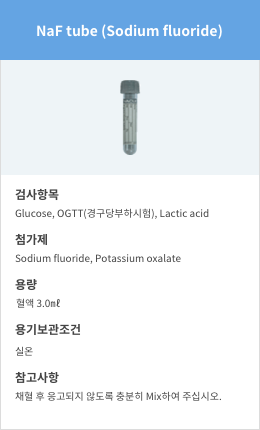 NaF tube (Sodium fluoride)
검사항목
Glucose, OGTT(경구당부하시험), Lactic acid
첨가제
Sodium fluoride, Potassium oxalate
용량
혈액 3.0㎖
용기보관조건
실온
참고사항
채혈 후 응고되지 않도록 충분히 Mix하여 주십시오.